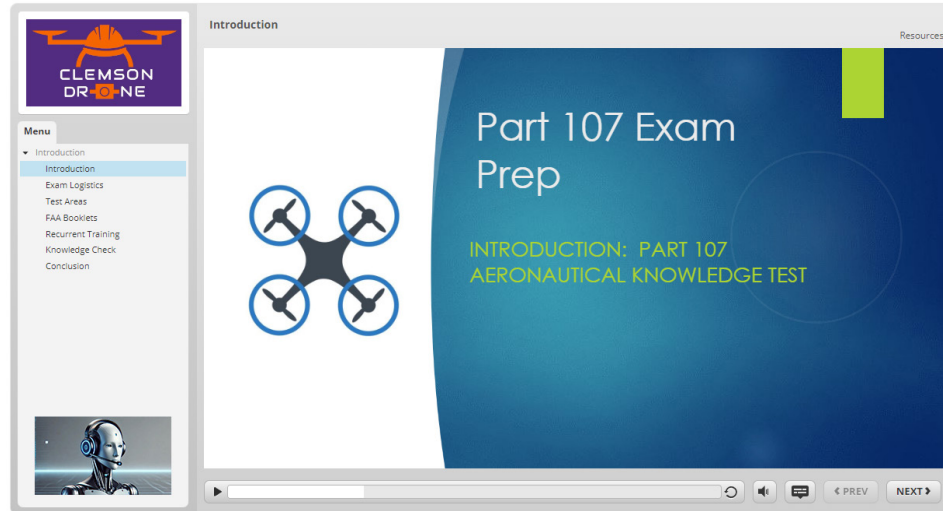 CLEMSON
DRONE
Introduction
Resources
Menu
Introduction
Introduction
Exam Logistics
Test Areas
FAA Booklets
Recurrent Training
Knowledge Check
Conclusion
Part 107 Exam
Prep
INTRODUCTION: PART 107
AERONAUTICAL KNOWLEDGE TEST
PREV
NEXT